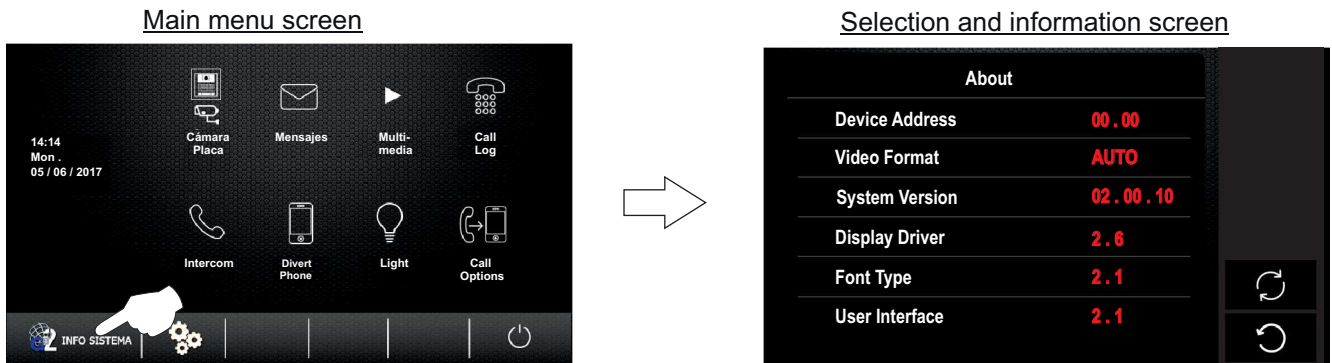 Main menu screen
Cámara
Placa
Mensajes
Multi-
media
Call
Log
14:14
Mon .
05 / 06 / 2017
Intercom
Divert
Phone
Light
Call
Options
2 INFO SISTEMA
Selection and information screen
About
Device Address 00 . 00
Video Format AUTO
System Version 02 . 00 . 10
Display Driver 2 . 6
Font Type 2 . 1
User Interface 2 . 1